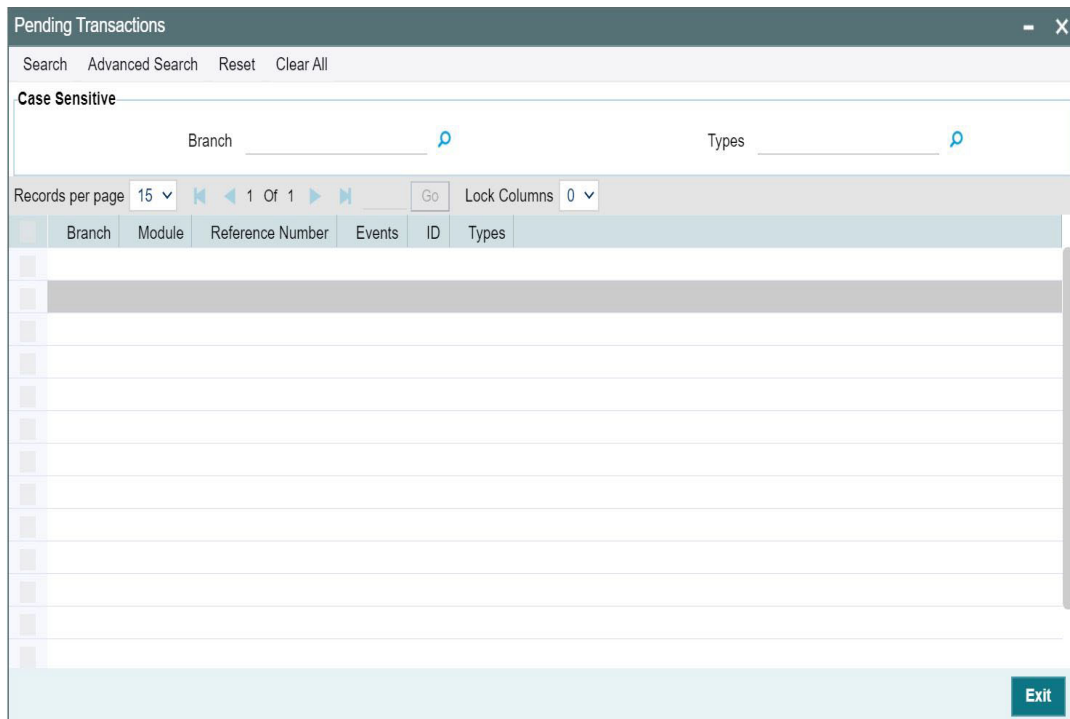 Pending Transactions
Search Advanced Search Reset Clear All
Case Sensitive
Branch Types
Records per page 15 1 Of 1 Go Lock Columns 0
Branch Module Reference Number Events ID Types
Exit